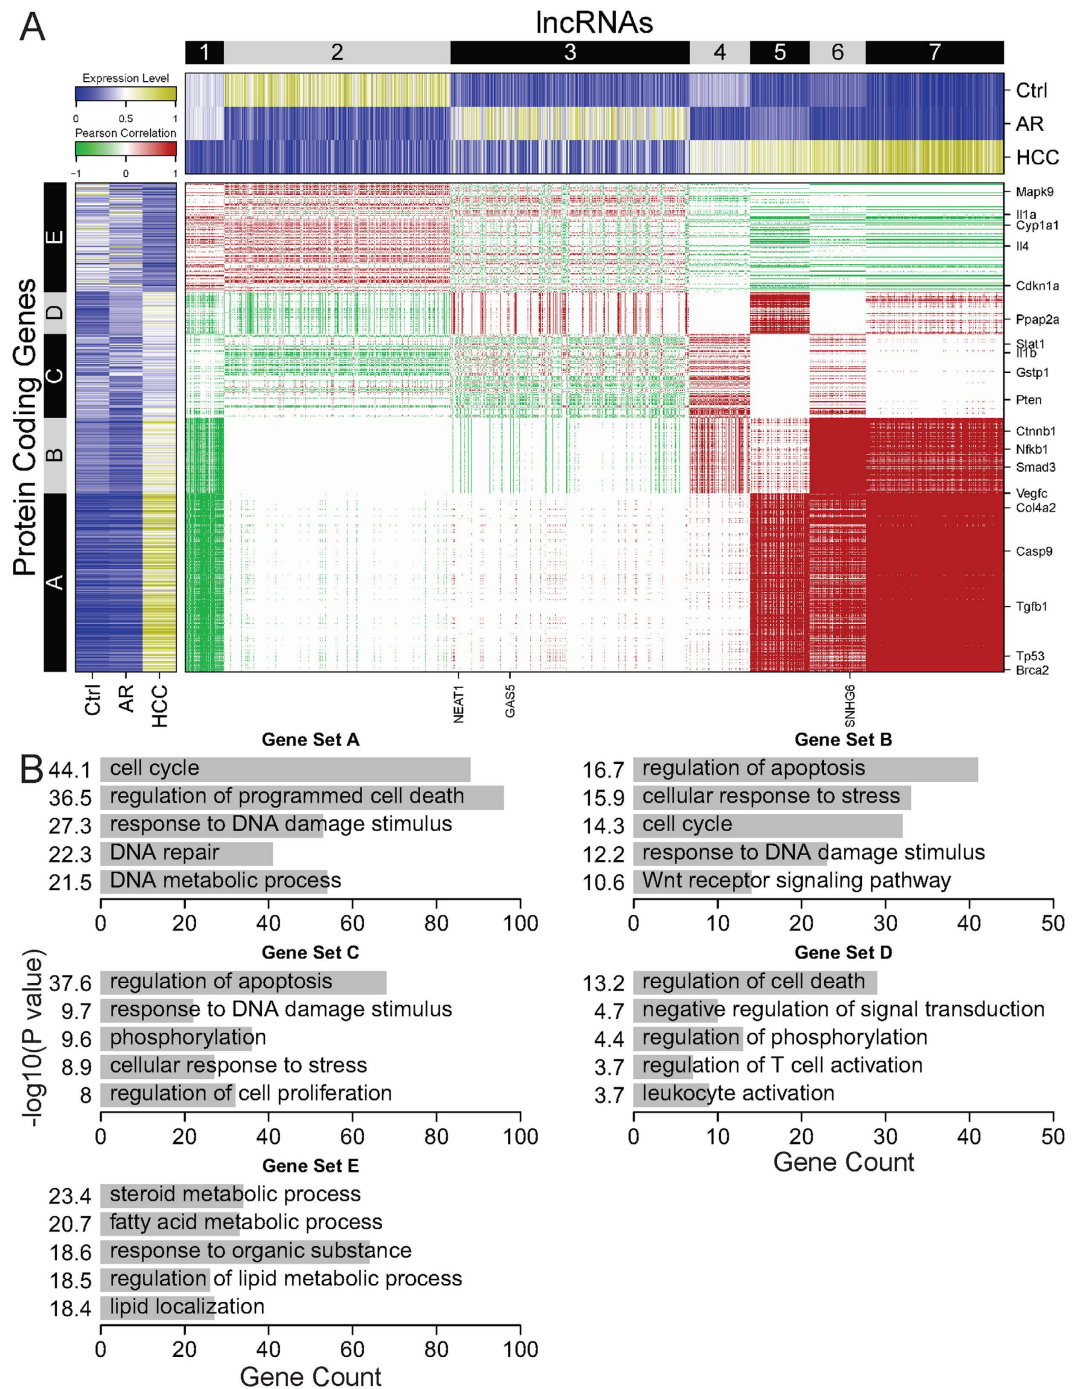 A
lncRNAs
1 2 3 4 5 6 7
Expression Level
0 0.5 1
Pearson Correlation
-1 0 1
Ctrl
AR
HCC
Protein Coding Genes
E
D
C
B
A
Mapk9
Il1a
Cyp1a1
Il4
Cdkn1a
Ppap2a
Stat1
Il1b
Gstp1
Pten
Ctnnb1
Nfkb1
Smad3
Vegfc
Col4a2
Casp9
Tgfb1
Tp53
Brca2
Ctrl AR HCC
NEAT1 GAS5 SNHG6
B
-log10(P value)
Gene Set A
44.1 cell cycle
36.5 regulation of programmed cell death
27.3 response to DNA damage stimulus
22.3 DNA repair
21.5 DNA metabolic process
0 20 40 60 80 100
Gene Set B
16.7 regulation of apoptosis
15.9 cellular response to stress
14.3 cell cycle
12.2 response to DNA damage stimulus
10.6 Wnt receptor signaling pathway
0 10 20 30 40 50
Gene Set C
37.6 regulation of apoptosis
9.7 response to DNA damage stimulus
9.6 phosphorylation
8.9 cellular response to stress
8 regulation of cell proliferation
0 20 40 60 80 100
Gene Set D
13.2 regulation of cell death
4.7 negative regulation of signal transduction
4.4 regulation of phosphorylation
3.7 regulation of T cell activation
3.7 leukocyte activation
0 10 20 30 40 50
Gene Count
Gene Set E
23.4 steroid metabolic process
20.7 fatty acid metabolic process
18.6 response to organic substance
18.5 regulation of lipid metabolic process
18.4 lipid localization
0 20 40 60 80 100
Gene Count